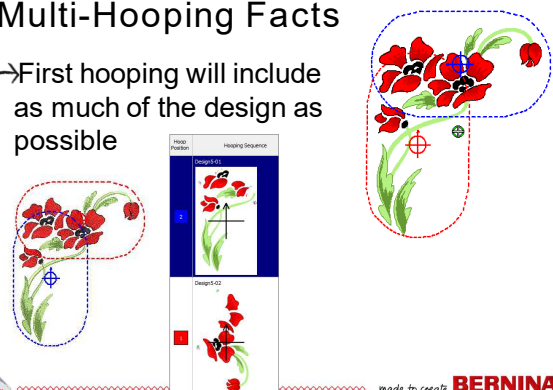 Multi-Hooping Facts
First hooping will include
as much of the design as
possible
Hoop
Position
Hooping Sequence
Design5-01
2
Design5-02
1
made to create BERNINA